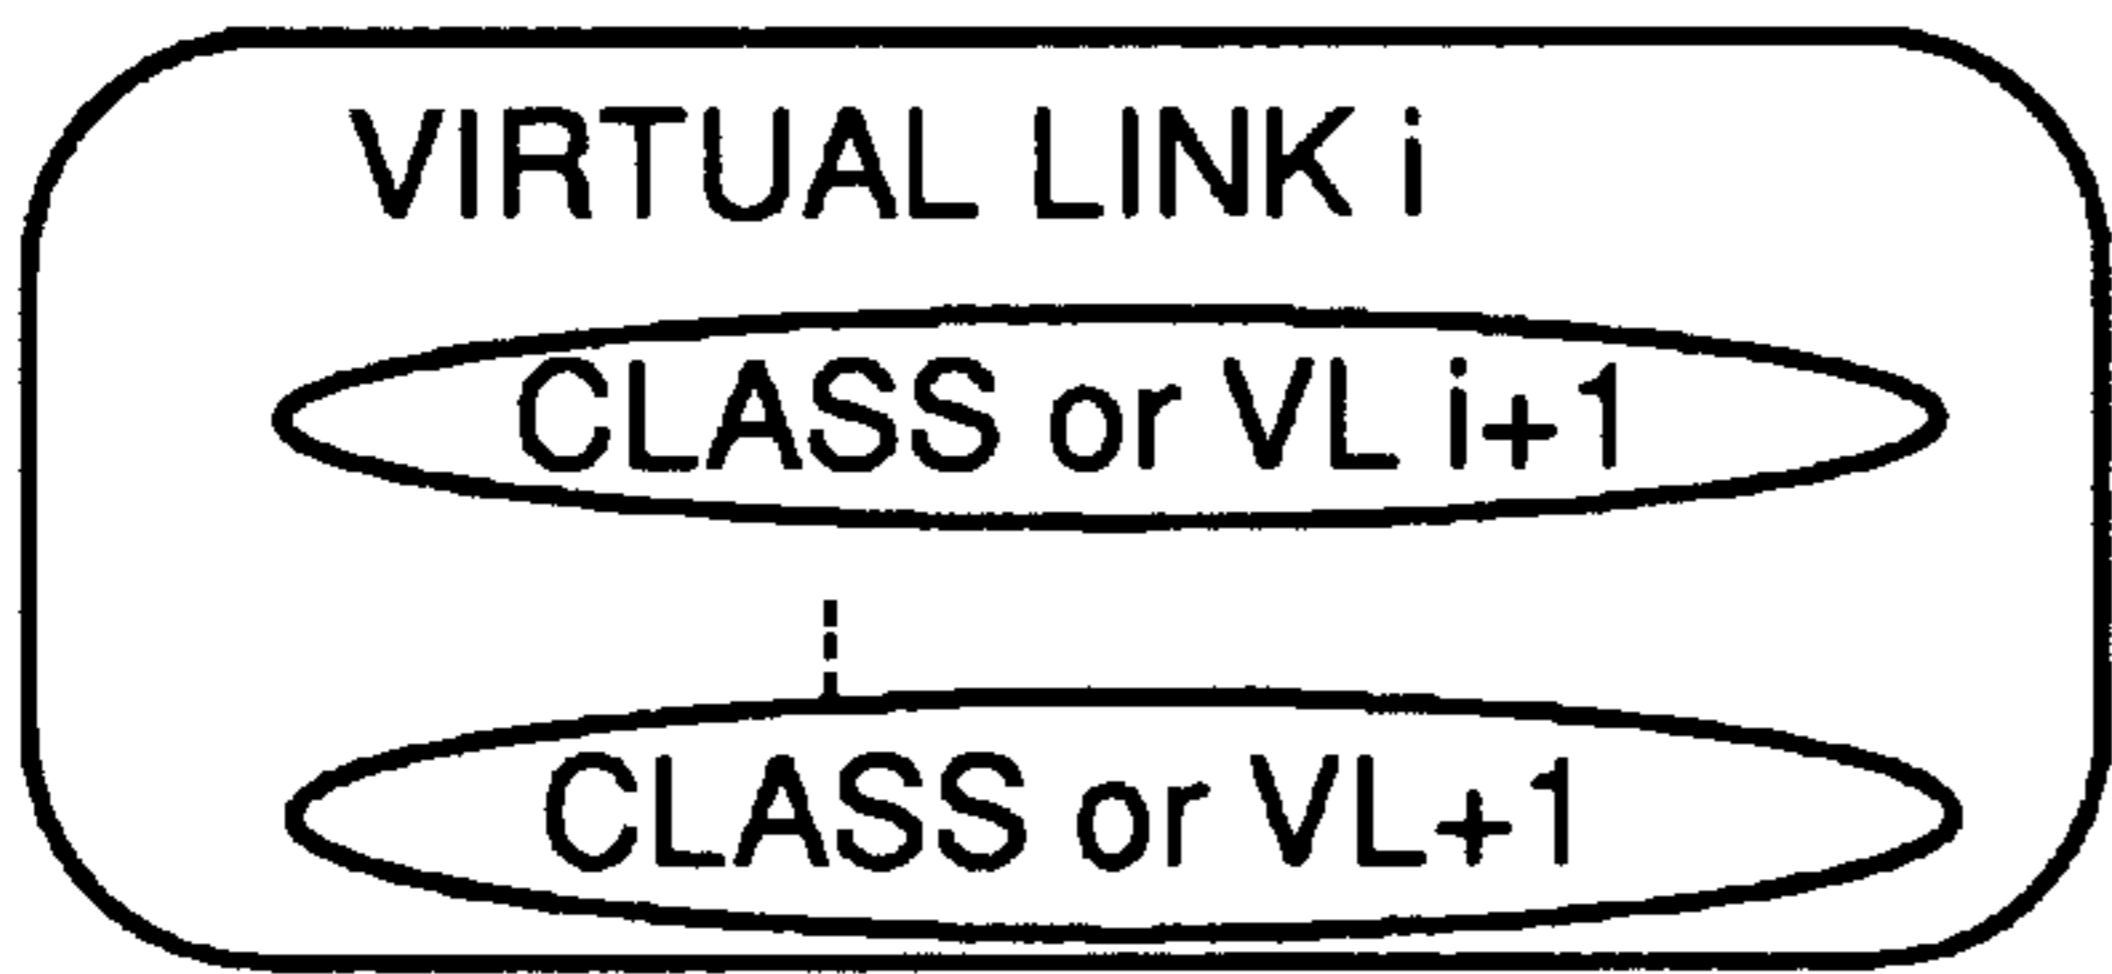 VIRTUAL LINK i
CLASS or VL i+1
CLASS or VL+1